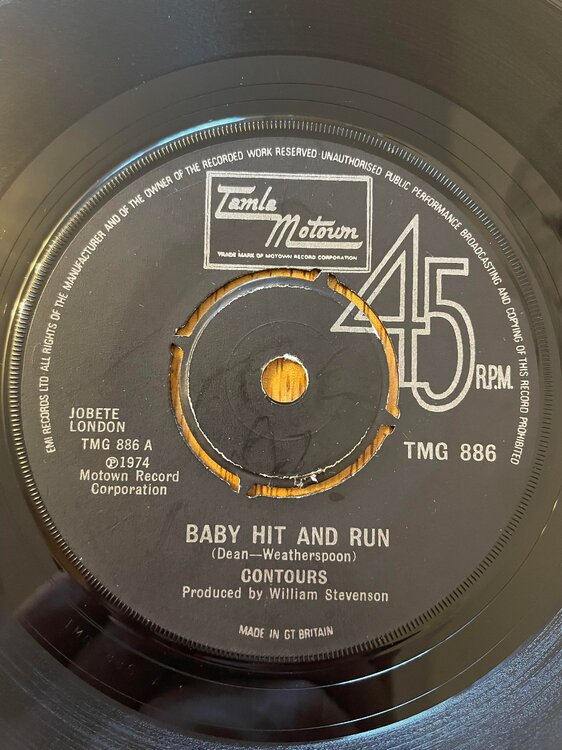 EMI RECORDS LTD ALL RIGHTS OF THE MANUFACTURER AND OF THE OWNER OF THE RECORDED WORK RESERVED·UNAUTHORISED PUBLIC PERFORMANCE BROADCASTING AND COPYING OF THIS RECORD PROHIBITED
Tamla
Motown
TRADE MARK OF MOTOWN RECORD CORPORATION
45
R.P.M.
JOBETE
LONDON
TMG 886 A
℗1974
Motown Record
Corporation
TMG 886
BABY HIT AND RUN
(Dean—Weatherspoon)
CONTOURS
Produced by William Stevenson
MADE IN GT BRITAIN